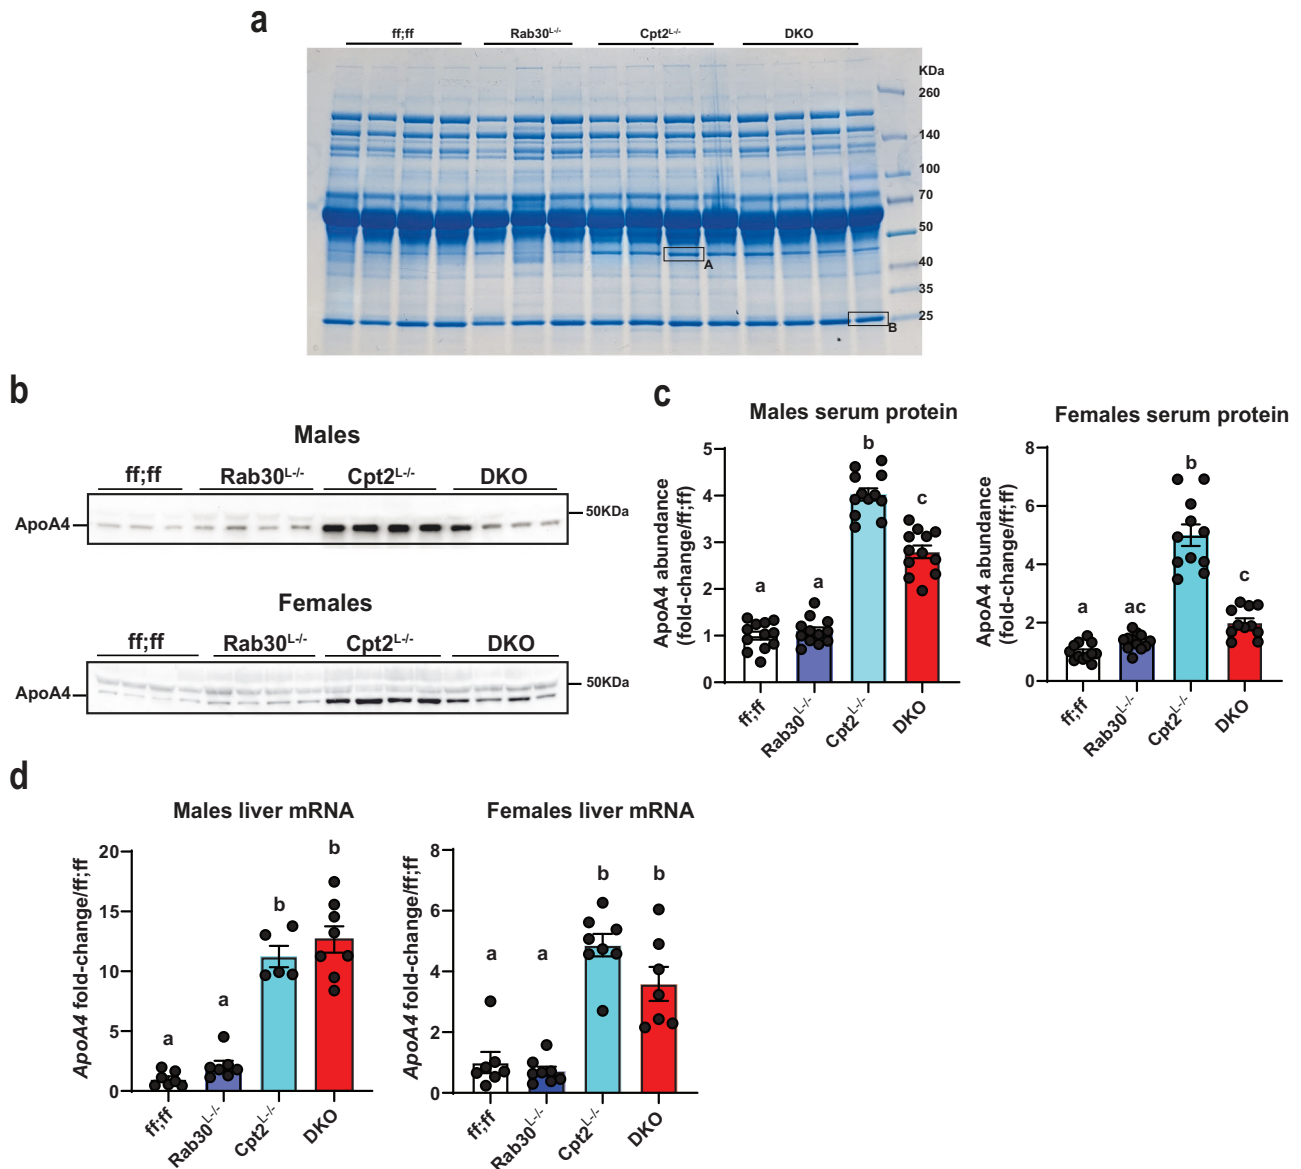 a
ff;ff Rab30L-/- Cpt2L-/- DKO
KDa
260
140
100
70
50
40
35
25
A
B
b
Males
ff;ff Rab30L-/- Cpt2L-/- DKO
ApoA4
50KDa
Females
ff;ff Rab30L-/- Cpt2L-/- DKO
ApoA4
50KDa
c
Males serum protein
ApoA4 abundance
(fold-change/ff;ff)
5
4
3
2
1
0
a a b c
ff;ff Rab30L-/- Cpt2L-/- DKO
Females serum protein
ApoA4 abundance
(fold-change/ff;ff)
8
6
4
2
0
a ac b c
ff;ff Rab30L-/- Cpt2L-/- DKO
d
Males liver mRNA
ApoA4 fold-change/ff;ff
20
15
10
5
0
a a b b
ff;ff Rab30L-/- Cpt2L-/- DKO
Females liver mRNA
ApoA4 fold-change/ff;ff
8
6
4
2
0
a a b b
ff;ff Rab30L-/- Cpt2L-/- DKO